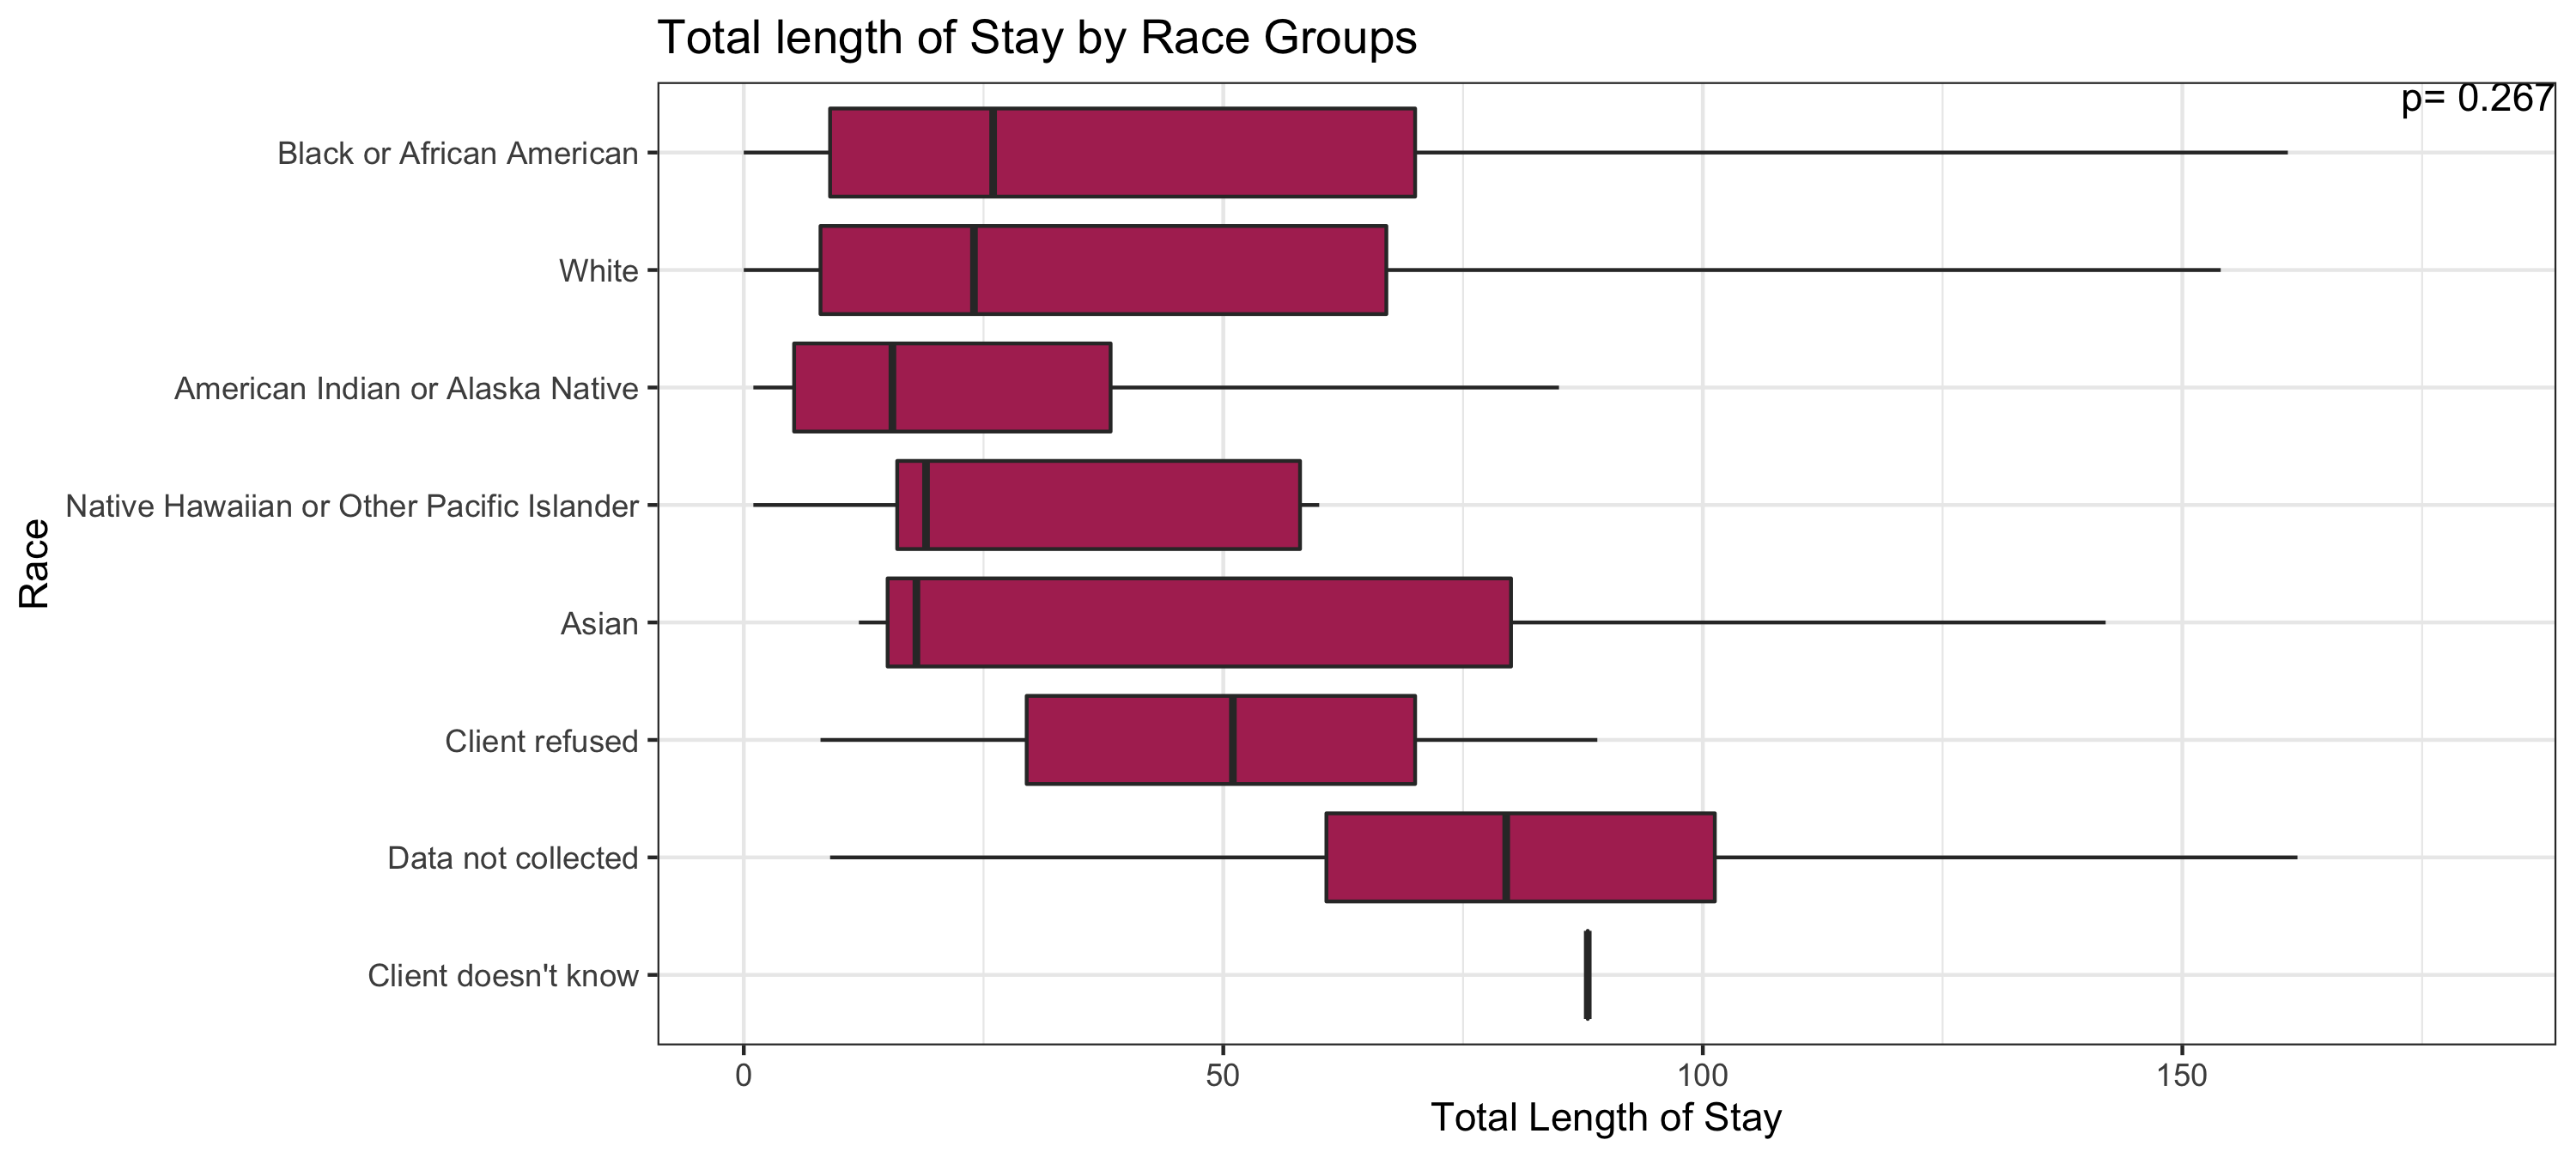 Total length of Stay by Race Groups
p= 0.267
Black or African American
White
American Indian or Alaska Native
Native Hawaiian or Other Pacific Islander
Asian
Client refused
Data not collected
Client doesn't know
Race
0 50 100 150
Total Length of Stay